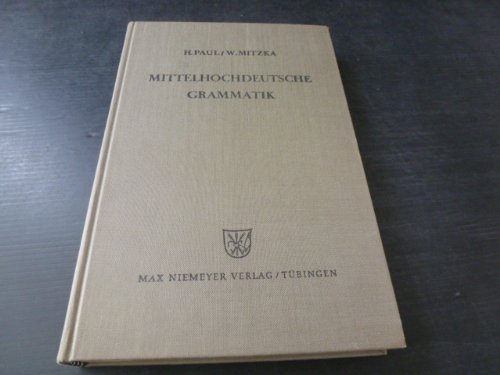 H. PAUL/W. MITZKA
MITTELHOCHDEUTSCHE
GRAMMATIK
MAX NIEMEYER VERLAG/TÜBINGEN